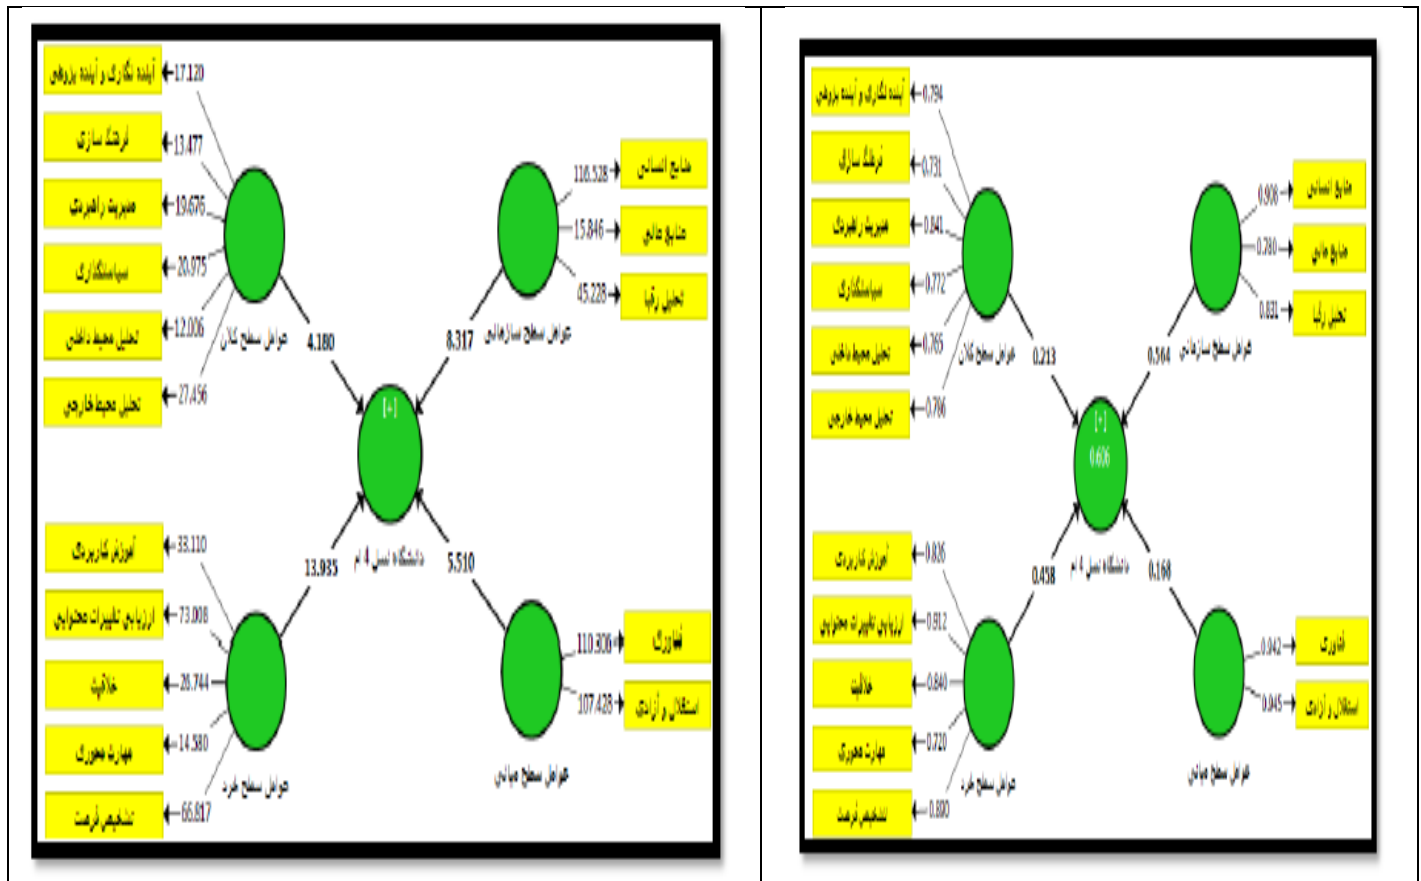 آینده نگاری و آینده پژوهی
17.120
فرهنگ سازی
13.477
مدیریت راهبردی
19.676
سیاستگذاری
20.975
تحلیل محیط داخلی
12.006
تحلیل محیط خارجی
27.456
عوامل سطح کلان
4.180
منابع انسانی
116.528
منابع مالی
15.846
تحلیل رقبا
45.228
عوامل سطح سازمانی
8.317
[+]
دانشگاه نسل 4 ام
آموزش کاربردی
33.110
ارزیابی تغییرات محتوایی
73.008
خلاقیت
26.744
مهارت محوری
14.580
تشخیص فرصت
66.817
عوامل سطح خرد
13.935
فناوری
110.306
استقلال و آزادی
107.428
عوامل سطح میانی
5.510
آینده نگاری و آینده پژوهی
0.794
فرهنگ سازی
0.731
مدیریت راهبردی
0.841
سیاستگذاری
0.772
تحلیل محیط داخلی
0.765
تحلیل محیط خارجی
0.786
عوامل سطح کلان
0.213
منابع انسانی
0.908
منابع مالی
0.780
تحلیل رقبا
0.831
عوامل سطح سازمانی
0.564
[+]
0.606
دانشگاه نسل 4 ام
آموزش کاربردی
0.826
ارزیابی تغییرات محتوایی
0.912
خلاقیت
0.840
مهارت محوری
0.720
تشخیص فرصت
0.890
عوامل سطح خرد
0.458
فناوری
0.942
استقلال و آزادی
0.945
عوامل سطح میانی
0.168